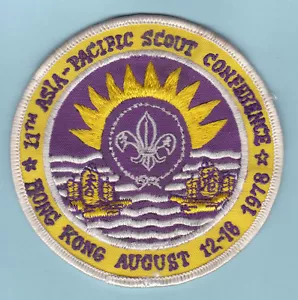 11TH ASIA-PACIFIC SCOUT CONFERENCE
HONG KONG AUGUST 12-18 1978